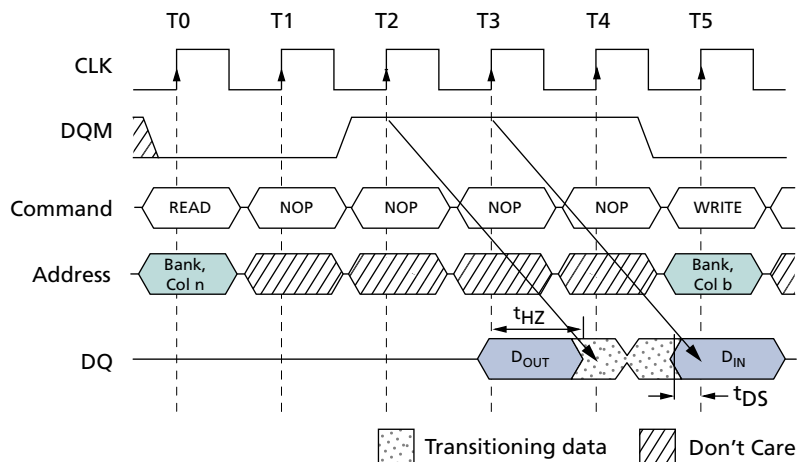 T0 T1 T2 T3 T4 T5
CLK
DQM
Command READ NOP NOP NOP NOP WRITE
Address Bank, Col n Bank, Col b
tHZ
DQ DOUT DIN
tDS
Transitioning data Don't Care